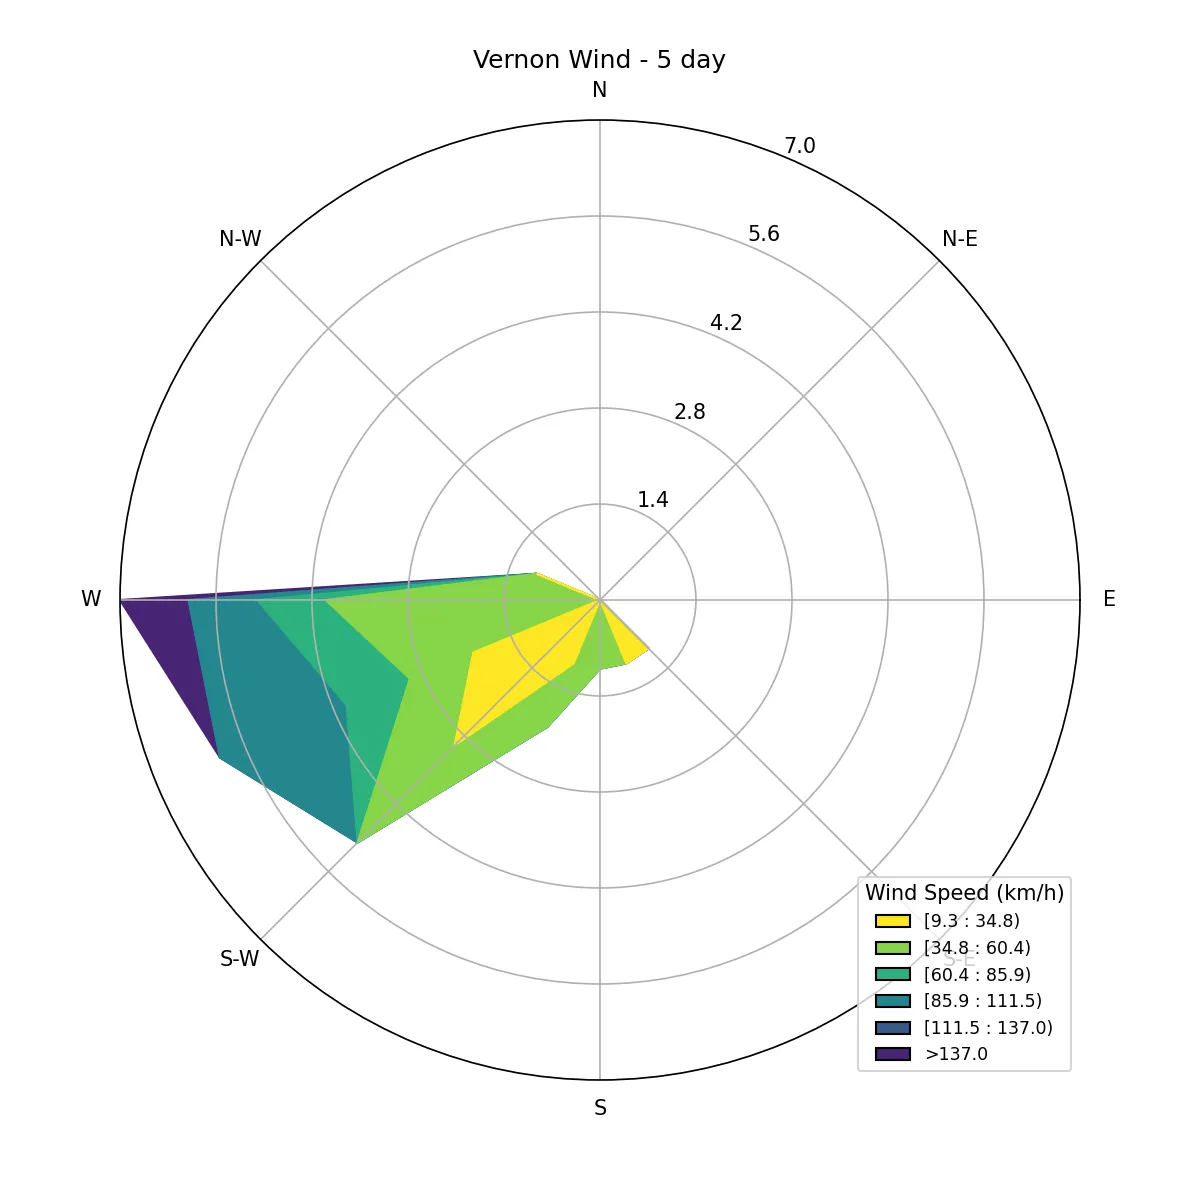 Vernon Wind - 5 day
N
7.0
5.6
N-W
N-E
4.2
2.8
1.4
W
E
S-W
S-E
Wind Speed (km/h)
[9.3 : 34.8)
[34.8 : 60.4)
[60.4 : 85.9)
[85.9 : 111.5)
[111.5 : 137.0)
>137.0
S